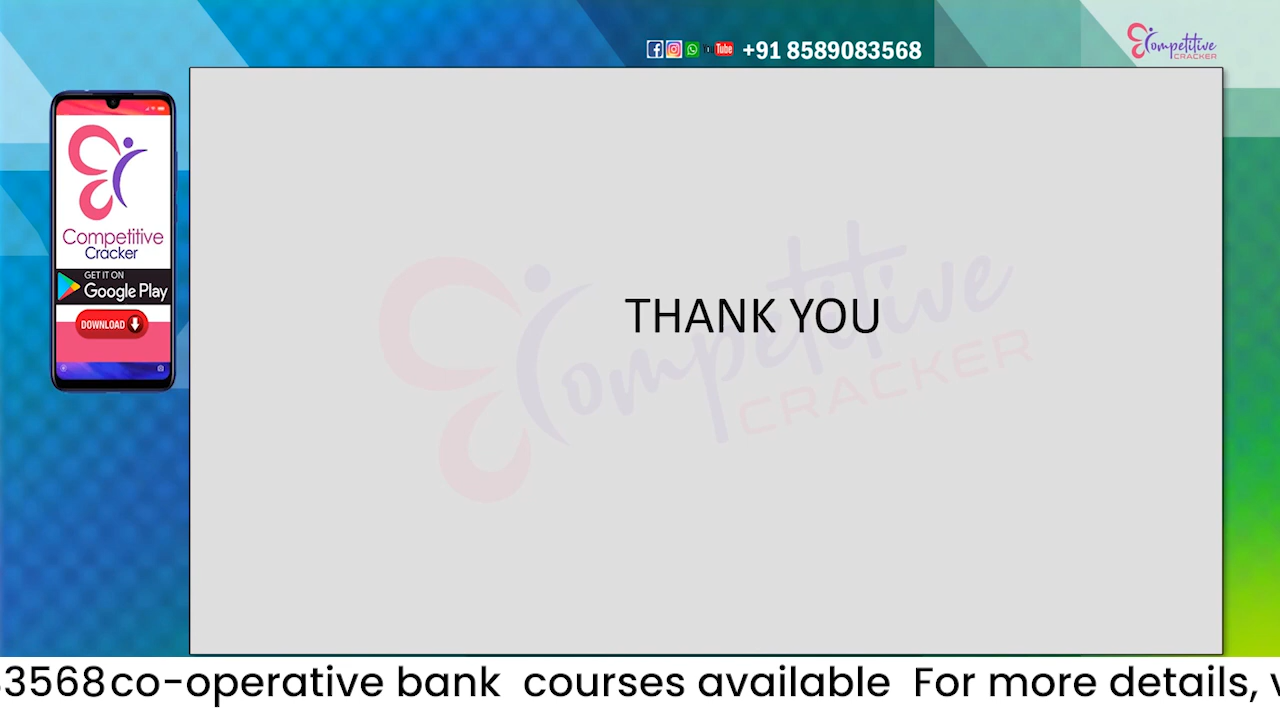 Tube +91 8589083568
Competitive
CRACKER
Competitive
Cracker
GET IT ON
Google Play
DOWNLOAD
THANK YOU
Competitive
CRACKER
3568co-operative bank courses available For more details,